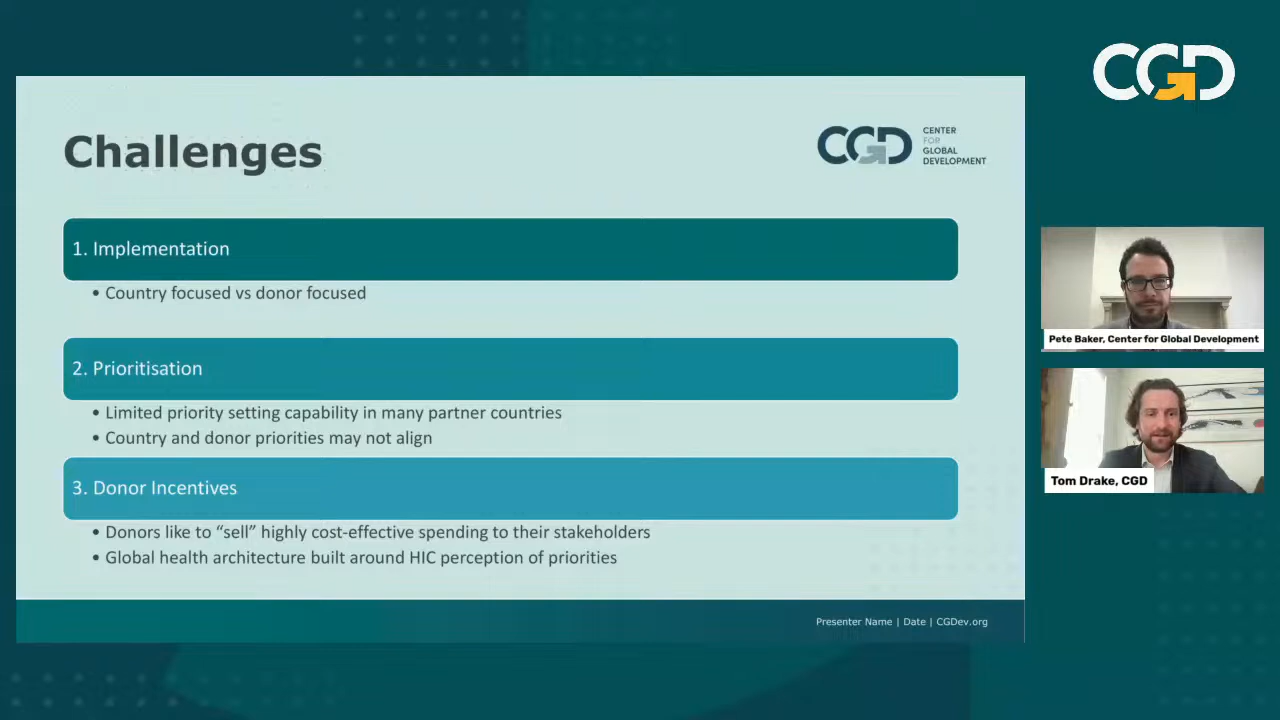 CGD
Challenges
CGD
CENTER
FOR
GLOBAL
DEVELOPMENT
1. Implementation
• Country focused vs donor focused
2. Prioritisation
• Limited priority setting capability in many partner countries
• Country and donor priorities may not align
3. Donor Incentives
• Donors like to “sell” highly cost-effective spending to their stakeholders
• Global health architecture built around HIC perception of priorities
Presenter Name | Date | CGDev.org
Pete Baker, Center for Global Development
Tom Drake, CGD